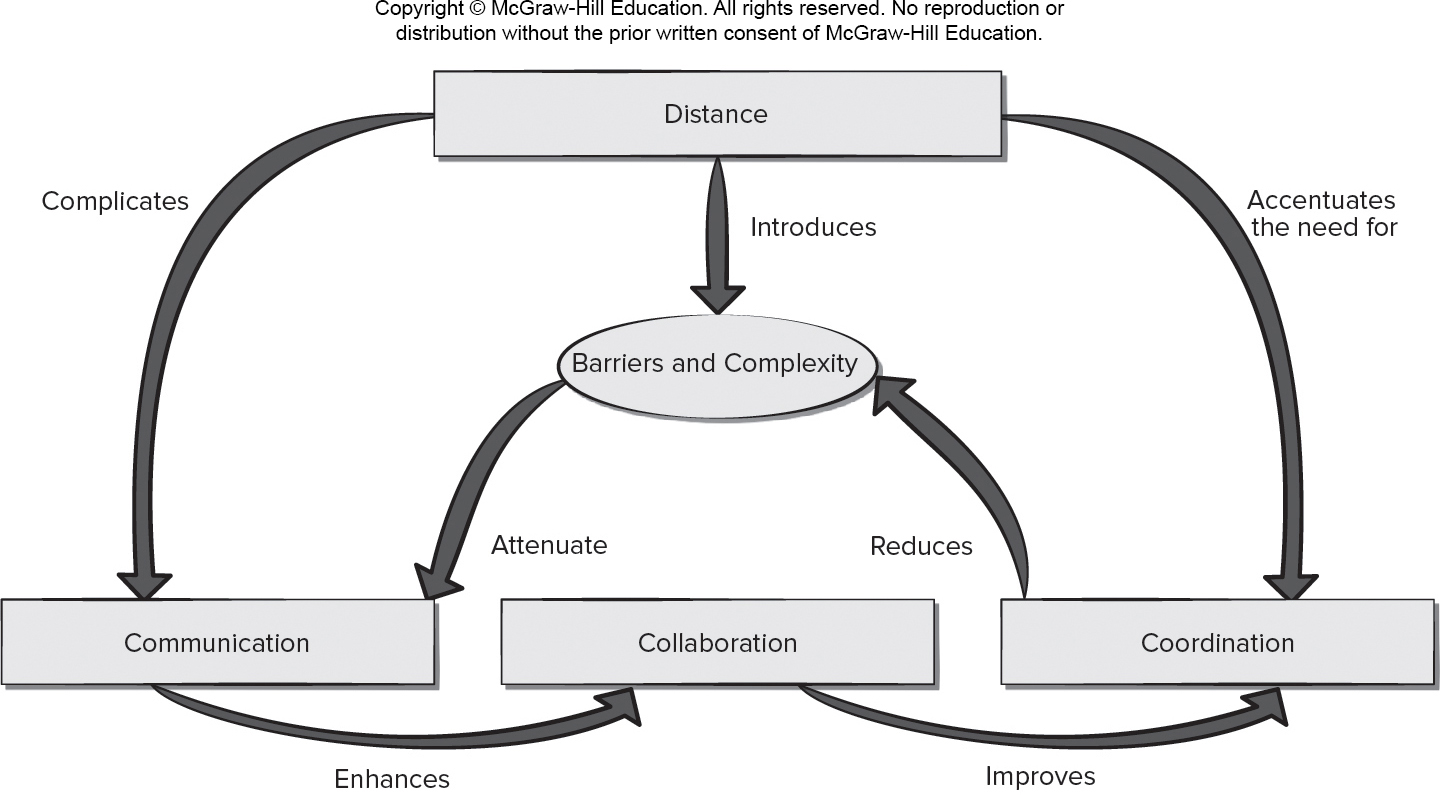 Copyright © McGraw-Hill Education. All rights reserved. No reproduction or
distribution without the prior written consent of McGraw-Hill Education.
Distance
Complicates
Introduces
Accentuates
the need for
Barriers and Complexity
Attenuate
Reduces
Communication
Collaboration
Coordination
Enhances
Improves